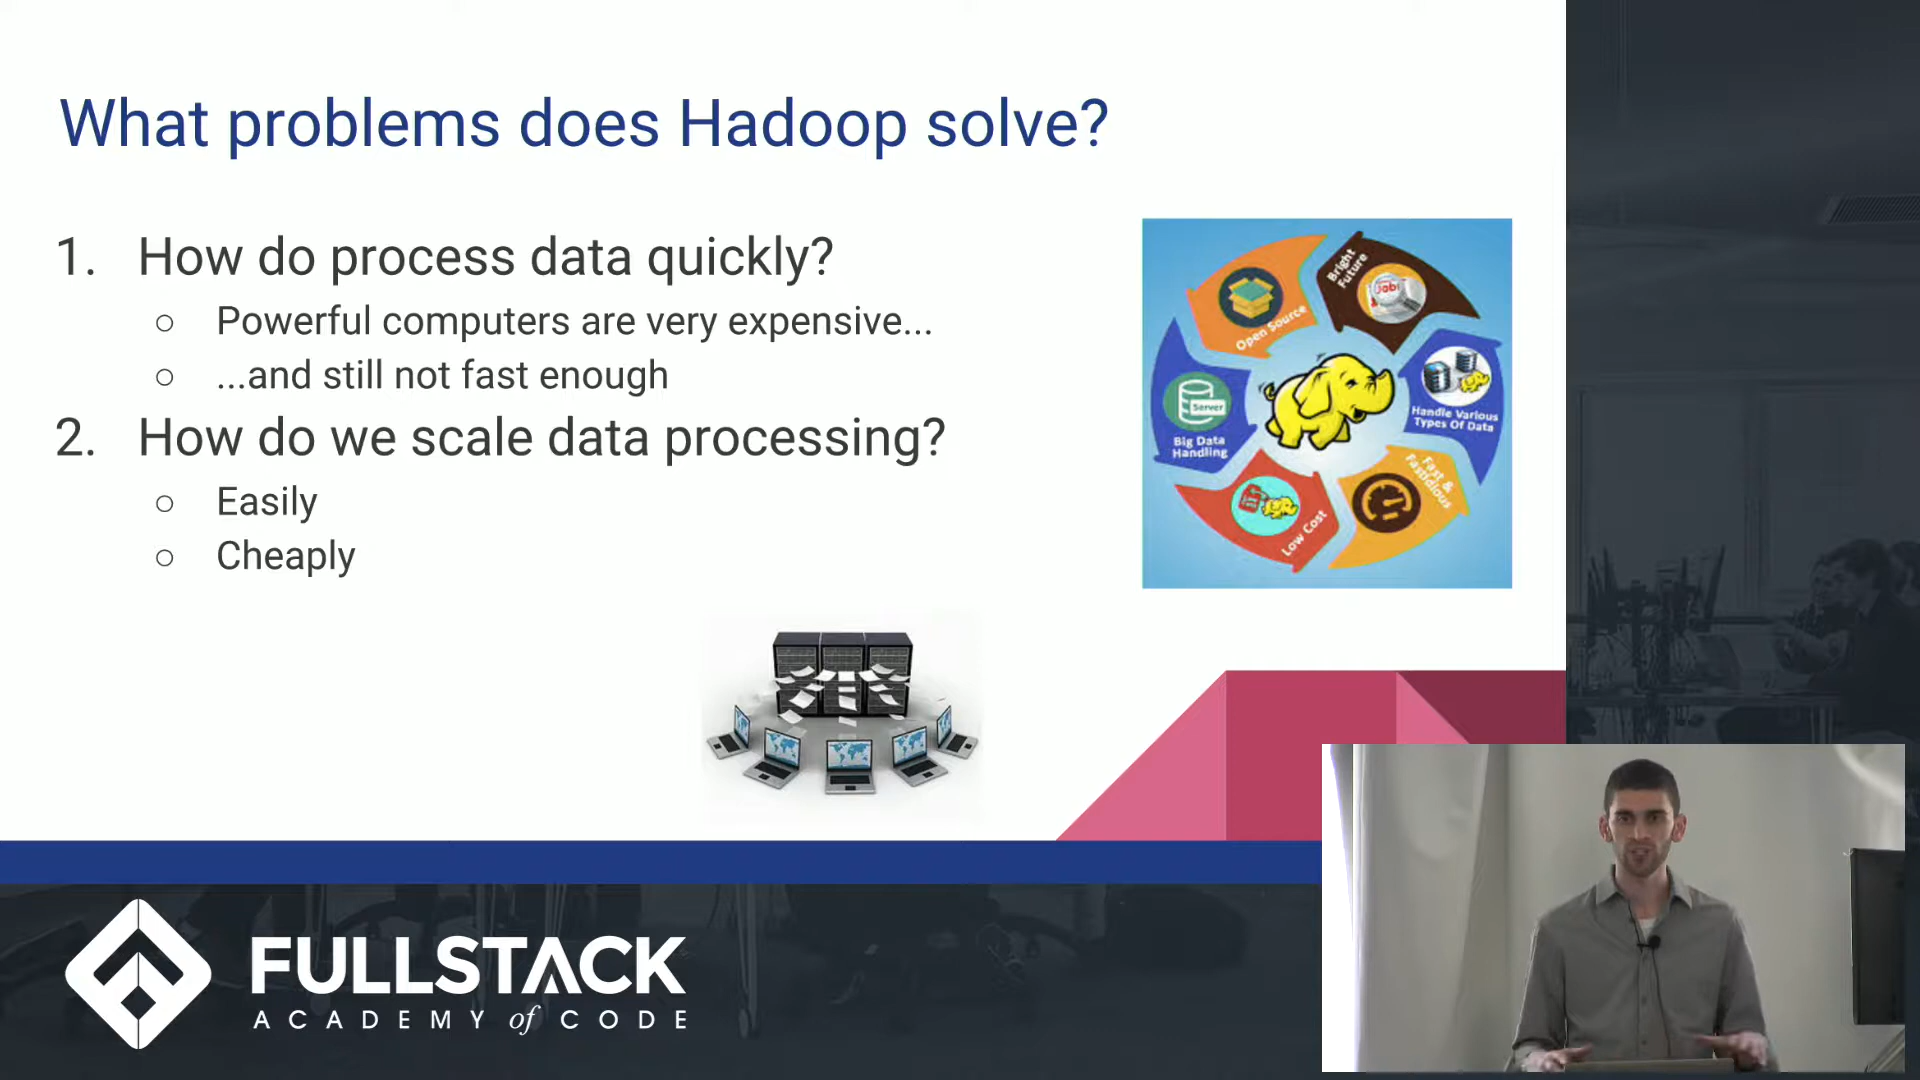 What problems does Hadoop solve?
1. How do process data quickly?
○ Powerful computers are very expensive...
○ ...and still not fast enough
2. How do we scale data processing?
○ Easily
○ Cheaply
Open Source
Bright
Future
Jobs
Server
Big Data
Handling
Handle Various
Types Of Data
Low Cost
Fast &
Fastidious
FULLSTACK
ACADEMY of CODE